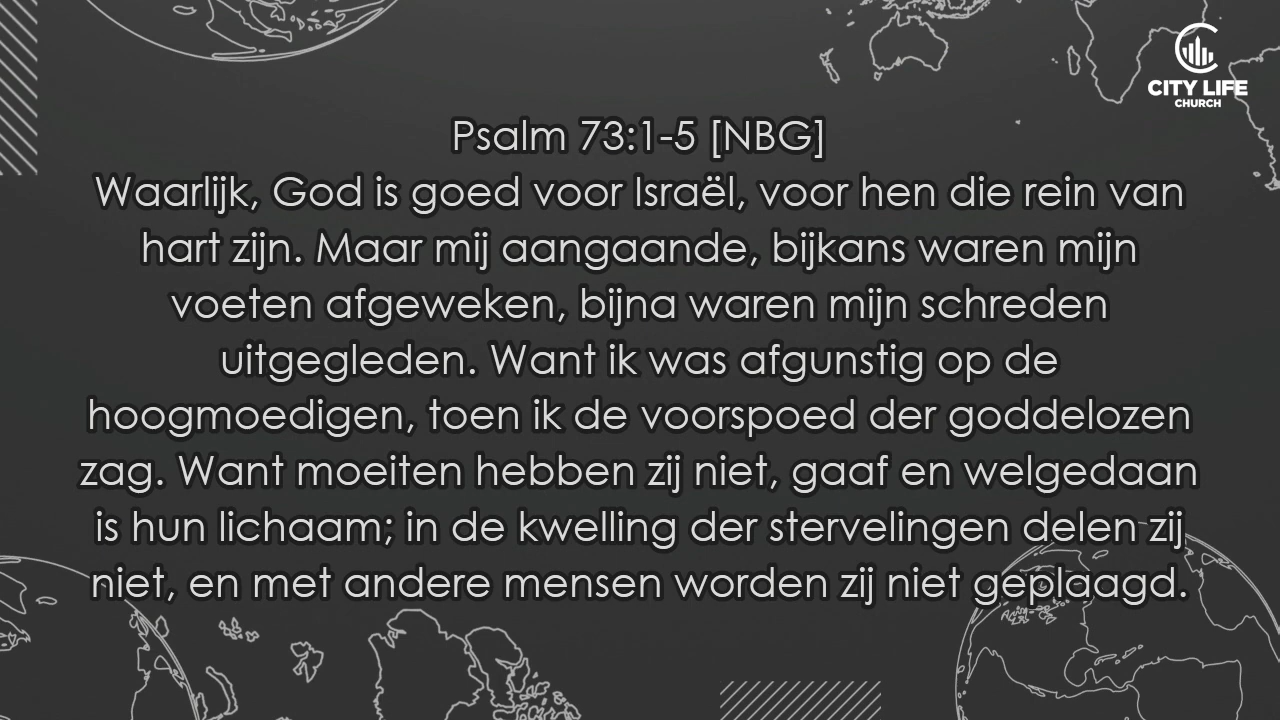 CITY LIFE
CHURCH
Psalm 73:1-5 [NBG]
Waarlijk, God is goed voor Israël, voor hen die rein van
hart zijn. Maar mij aangaande, bijkans waren mijn
voeten afgeweken, bijna waren mijn schreden
uitgegleden. Want ik was afgunstig op de
hoogmoedigen, toen ik de voorspoed der goddelozen
zag. Want moeiten hebben zij niet, gaaf en welgedaan
is hun lichaam; in de kwelling der stervelingen delen zij
niet, en met andere mensen worden zij niet geplaagd.